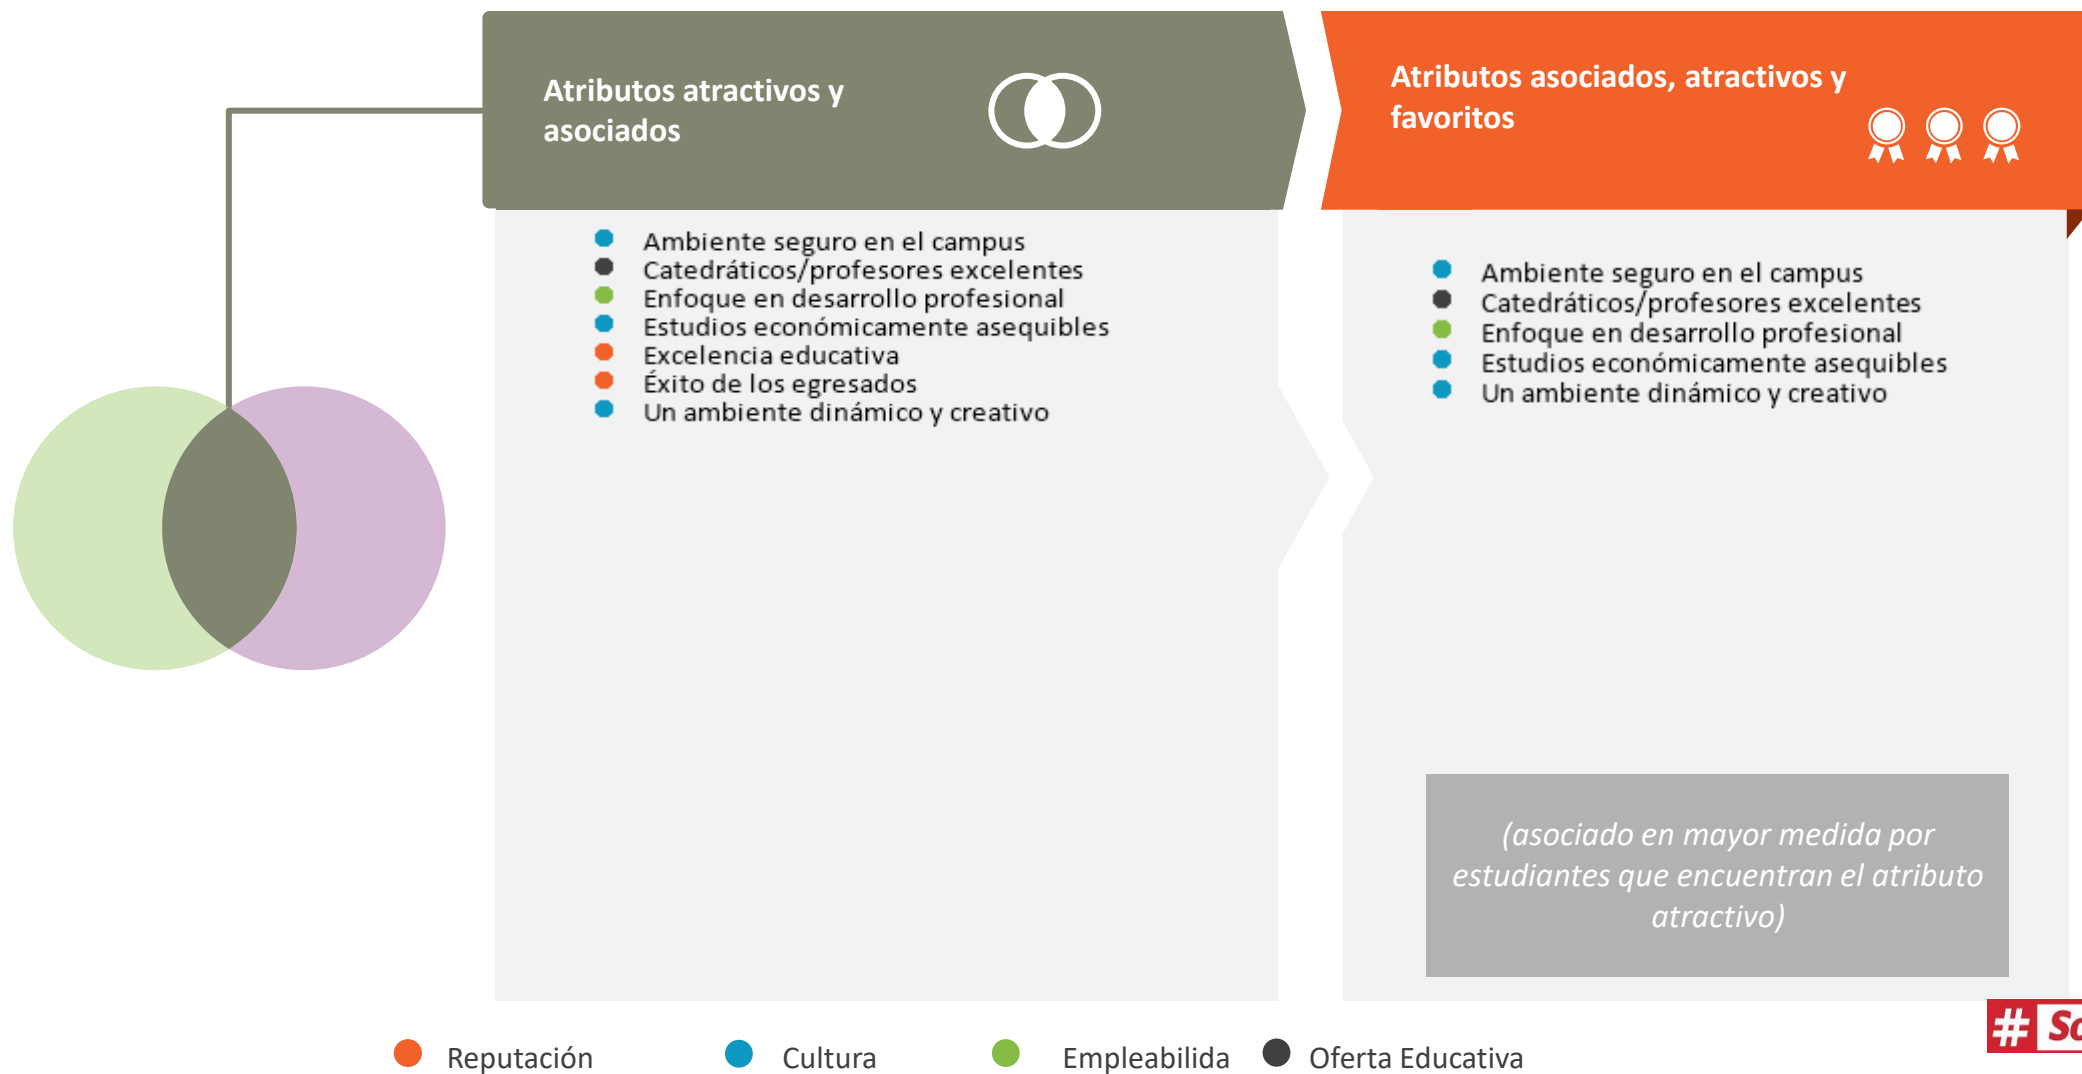 Atributos atractivos y
asociados
Atributos asociados, atractivos y
favoritos
Ambiente seguro en el campus
Catedráticos/profesores excelentes
Enfoque en desarrollo profesional
Estudios económicamente asequibles
Excelencia educativa
Éxito de los egresados
Un ambiente dinámico y creativo
Ambiente seguro en el campus
Catedráticos/profesores excelentes
Enfoque en desarrollo profesional
Estudios económicamente asequibles
Un ambiente dinámico y creativo
(asociado en mayor medida por
estudiantes que encuentran el atributo
atractivo)
Reputación
Cultura
Empleabilida
Oferta Educativa